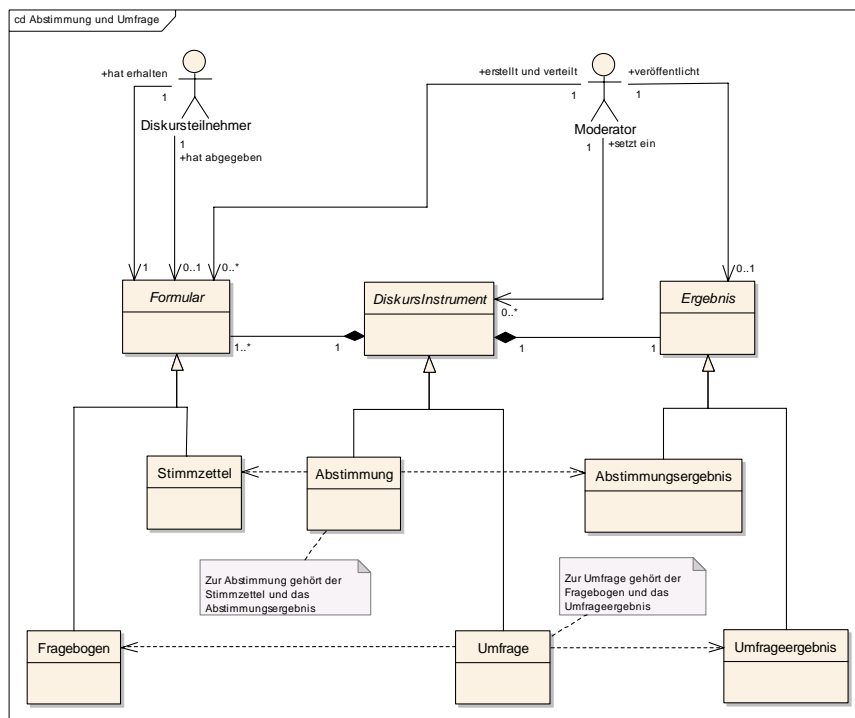 cd Abstimmung und Umfrage
+hat erhalten
1
Diskursteilnehmer
1
+hat abgegeben
+erstellt und verteilt
1
+veröffentlicht
1
Moderator
+setzt ein
1
1
0..1
0..*
0..1
Formular
DiskursInstrument
Ergebnis
0..*
1..*
1
1
1
Stimmzettel
Abstimmung
Abstimmungsergebnis
Zur Abstimmung gehört der
Stimmzettel und das
Abstimmungsergebnis
Zur Umfrage gehört der
Fragebogen und das
Umfrageergebnis
Fragebogen
Umfrage
Umfrageergebnis